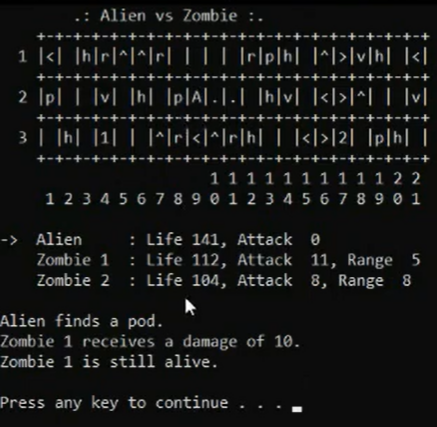 .: Alien vs Zombie :.
+-+-+-+-+-+-+-+-+-+-+-+-+-+-+-+-+-+-+-+-+-+
1 |<| |h|r|^|^|r| | | | |r|p|h| |^|>|v|h| |<|
+-+-+-+-+-+-+-+-+-+-+-+-+-+-+-+-+-+-+-+-+-+
2 |p| | |v| |h| |p|A|.|.| |h|v| |<|>|^| | |v|
+-+-+-+-+-+-+-+-+-+-+-+-+-+-+-+-+-+-+-+-+-+
3 | |h| |1| | |^|r|<|^|r|h| | |<|>|2| |p|h| |
+-+-+-+-+-+-+-+-+-+-+-+-+-+-+-+-+-+-+-+-+-+
1 1 1 1 1 1 1 1 1 1 2 2
1 2 3 4 5 6 7 8 9 0 1 2 3 4 5 6 7 8 9 0 1
-> Alien : Life 141, Attack 0
Zombie 1 : Life 112, Attack 11, Range 5
Zombie 2 : Life 104, Attack 8, Range 8
Alien finds a pod.
Zombie 1 receives a damage of 10.
Zombie 1 is still alive.
Press any key to continue . . .